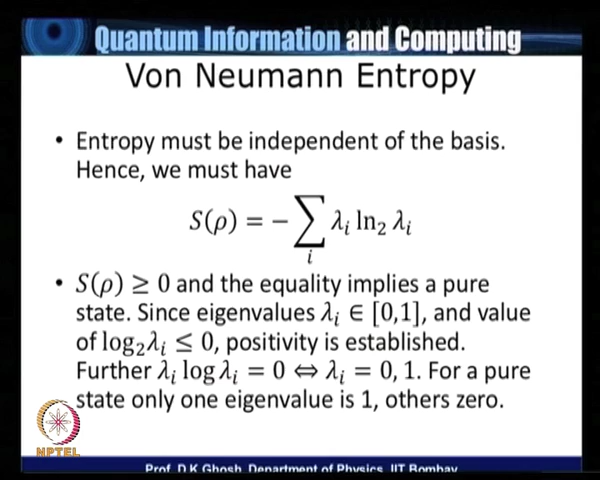 Quantum Information and Computing
Von Neumann Entropy
• Entropy must be independent of the basis.
Hence, we must have
S(ρ) = − ∑ᵢ λᵢ ln₂ λᵢ
• S(ρ) ≥ 0 and the equality implies a pure
state. Since eigenvalues λᵢ ∈ [0,1], and value
of log₂λᵢ ≤ 0, positivity is established.
Further λᵢ log λᵢ = 0 ⇔ λᵢ = 0, 1. For a pure
state only one eigenvalue is 1, others zero.
NPTEL
Prof. D K Ghosh, Department of Physics, IIT Bombay